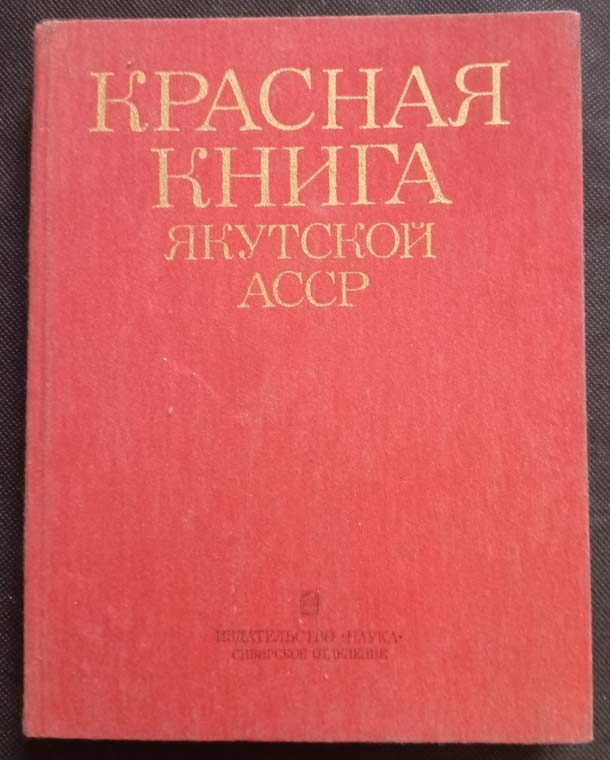 КРАСНАЯ
КНИГА
ЯКУТСКОЙ
АССР
ИЗДАТЕЛЬСТВО «НАУКА»
СИБИРСКОЕ ОТДЕЛЕНИЕ